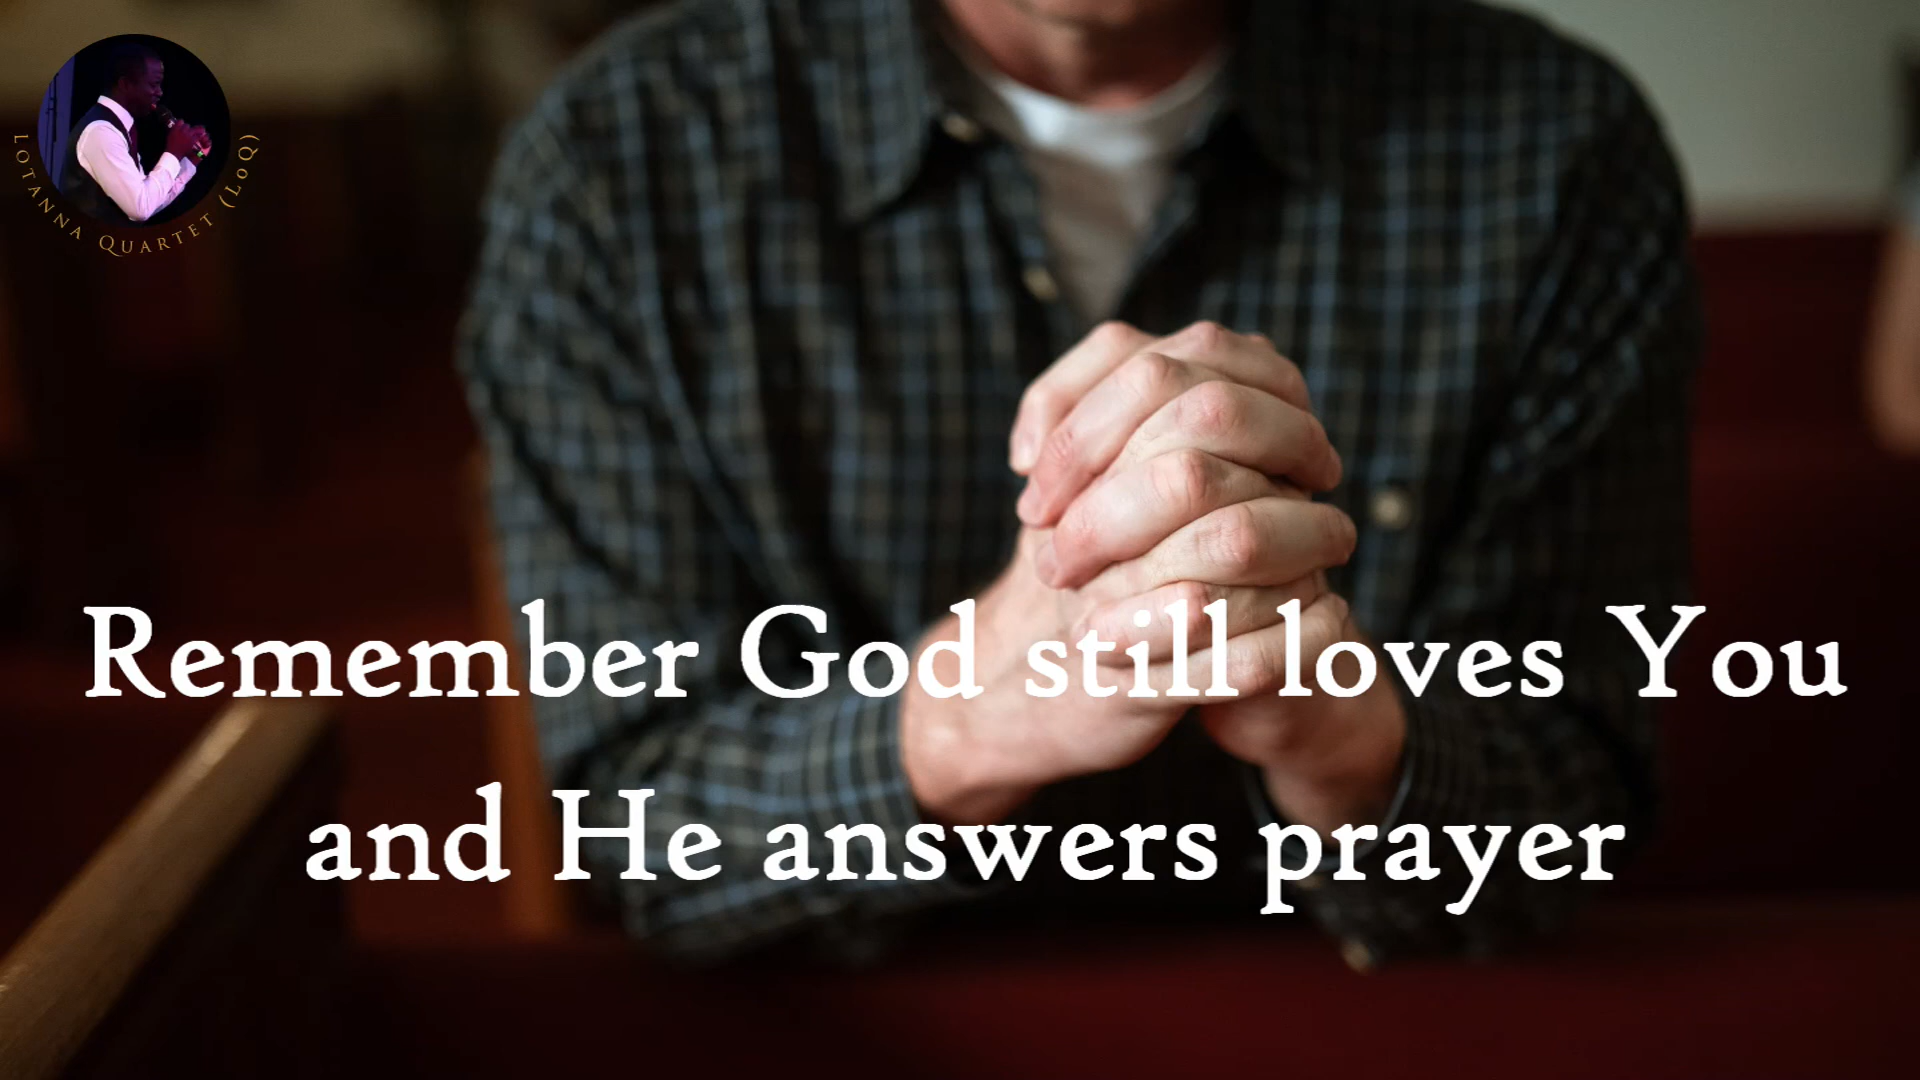 LOTANNA QUARTET (LOQ)
Remember God still loves You
and He answers prayer